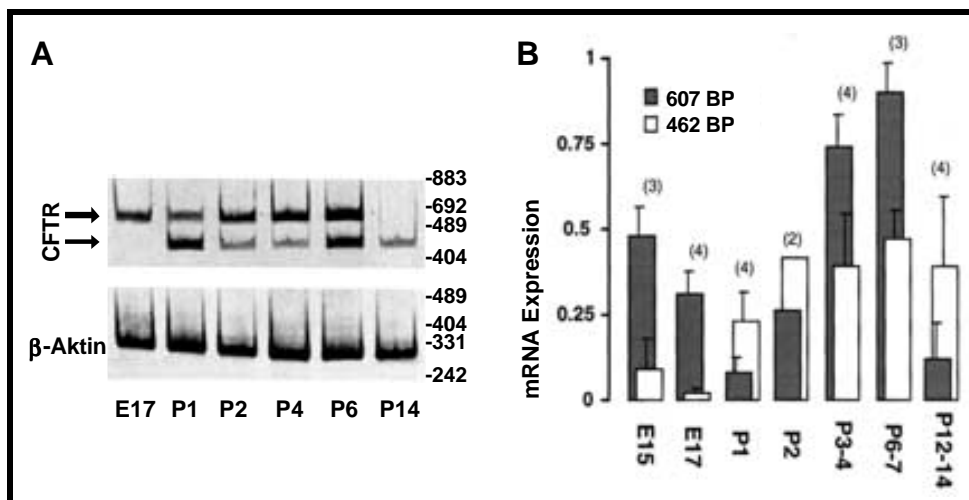 A
CFTR
-883
-692
-489
-404
β-Aktin
-489
-404
-331
-242
E17 P1 P2 P4 P6 P14
B
607 BP
462 BP
mRNA Expression
1
0.75
0.5
0.25
0
(3)
(4)
(4)
(2)
(4)
(3)
(4)
E15 E17 P1 P2 P3-4 P6-7 P12-14